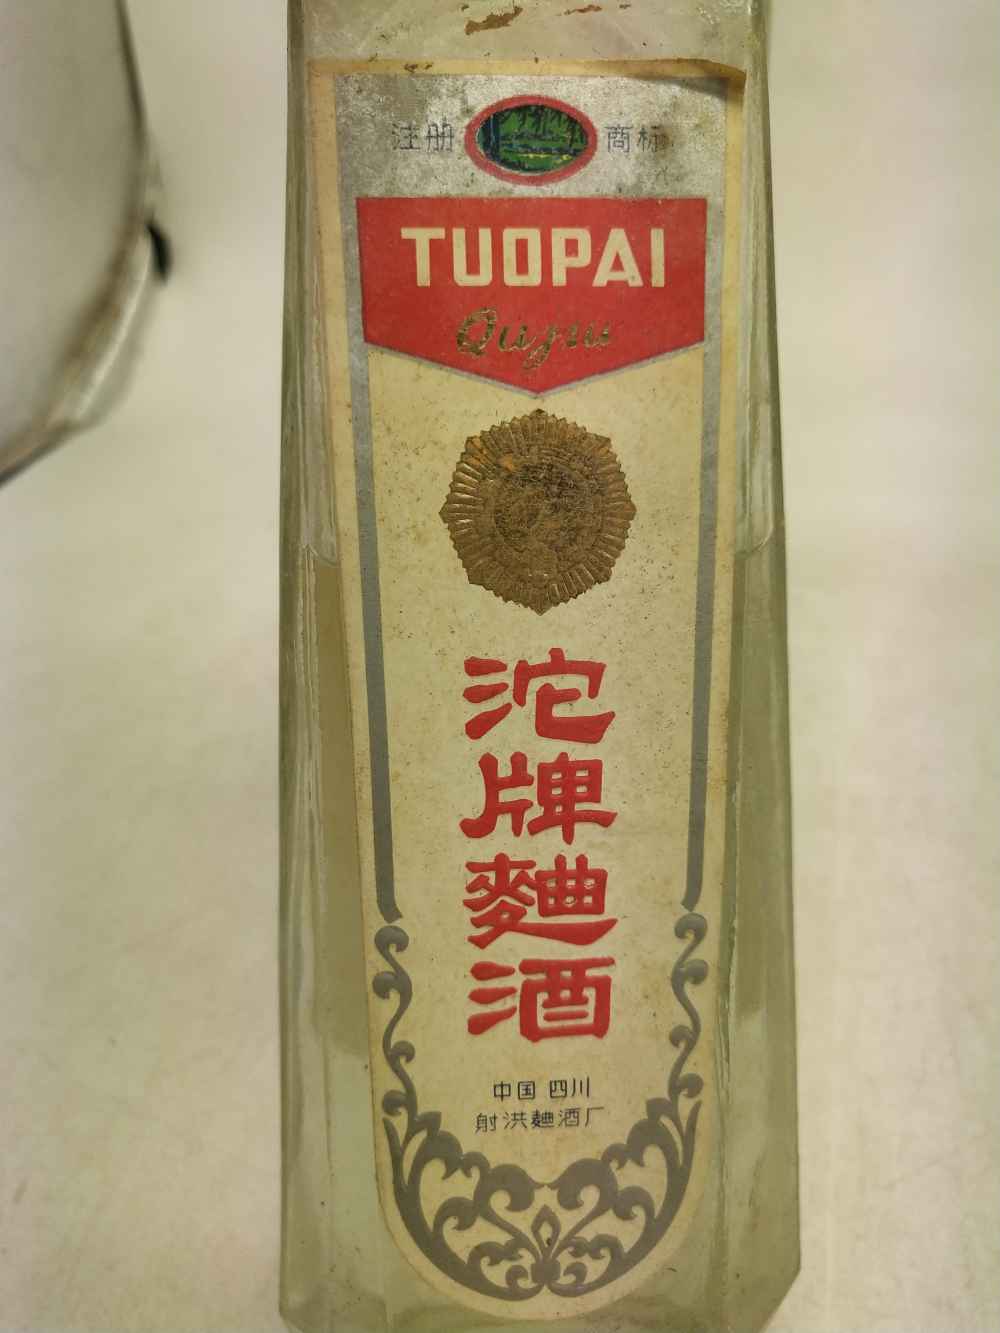 注册 商标
TUOPAI
Qujiu
沱
牌
麯
酒
中国 四川
射洪麯酒厂